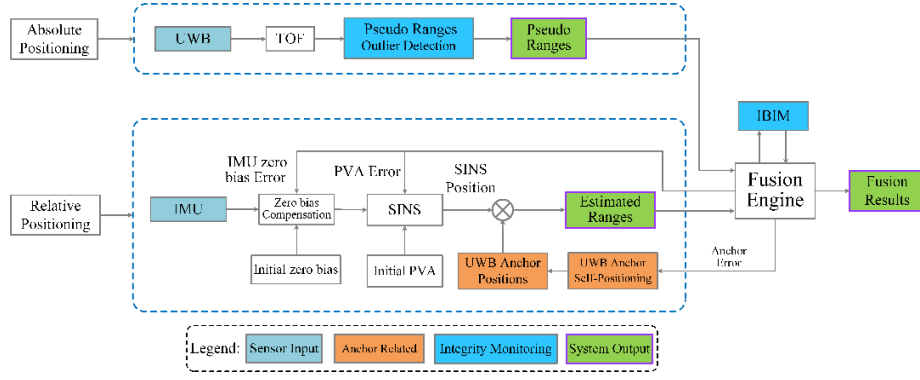 Absolute
Positioning
UWB
TOF
Pseudo Ranges
Outlier Detection
Pseudo
Ranges
IBIM
IMU zero
bias Error
PVA Error
SINS
Position
Relative
Positioning
IMU
Zero bias
Compensation
SINS
Estimated
Ranges
Fusion
Engine
Fusion
Results
Initial zero bias
Initial PVA
UWB Anchor
Positions
UWB Anchor
Self-Positioning
Anchor
Error
Legend:
Sensor Input
Anchor Related
Integrity Monitoring
System Output